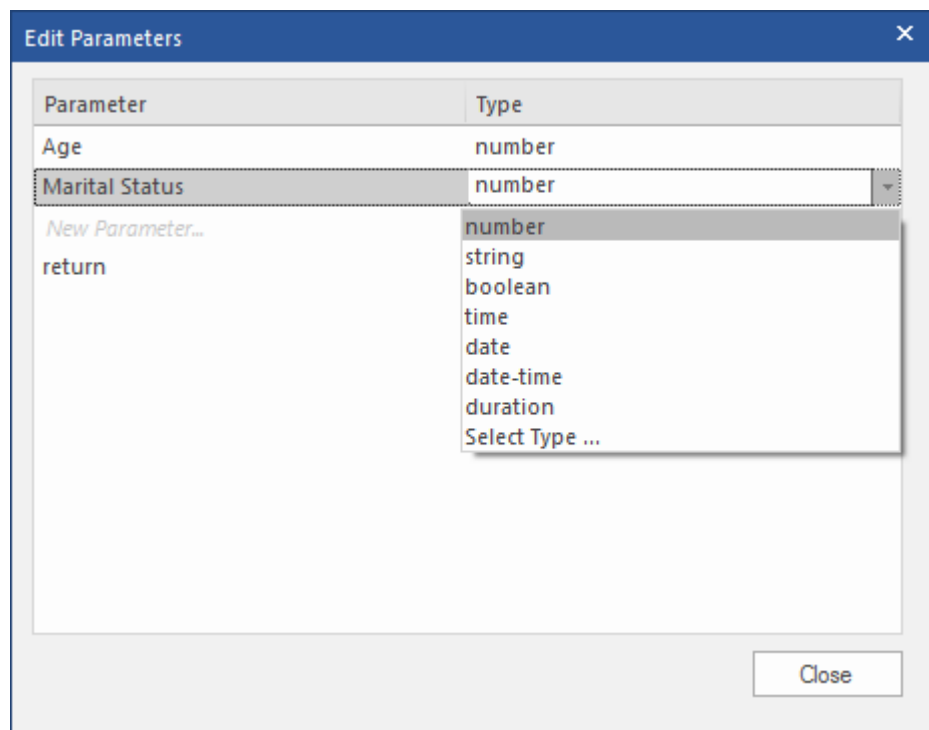 Edit Parameters
Parameter Type
Age number
Marital Status number
New Parameter...
return
number
string
boolean
time
date
date-time
duration
Select Type ...
Close